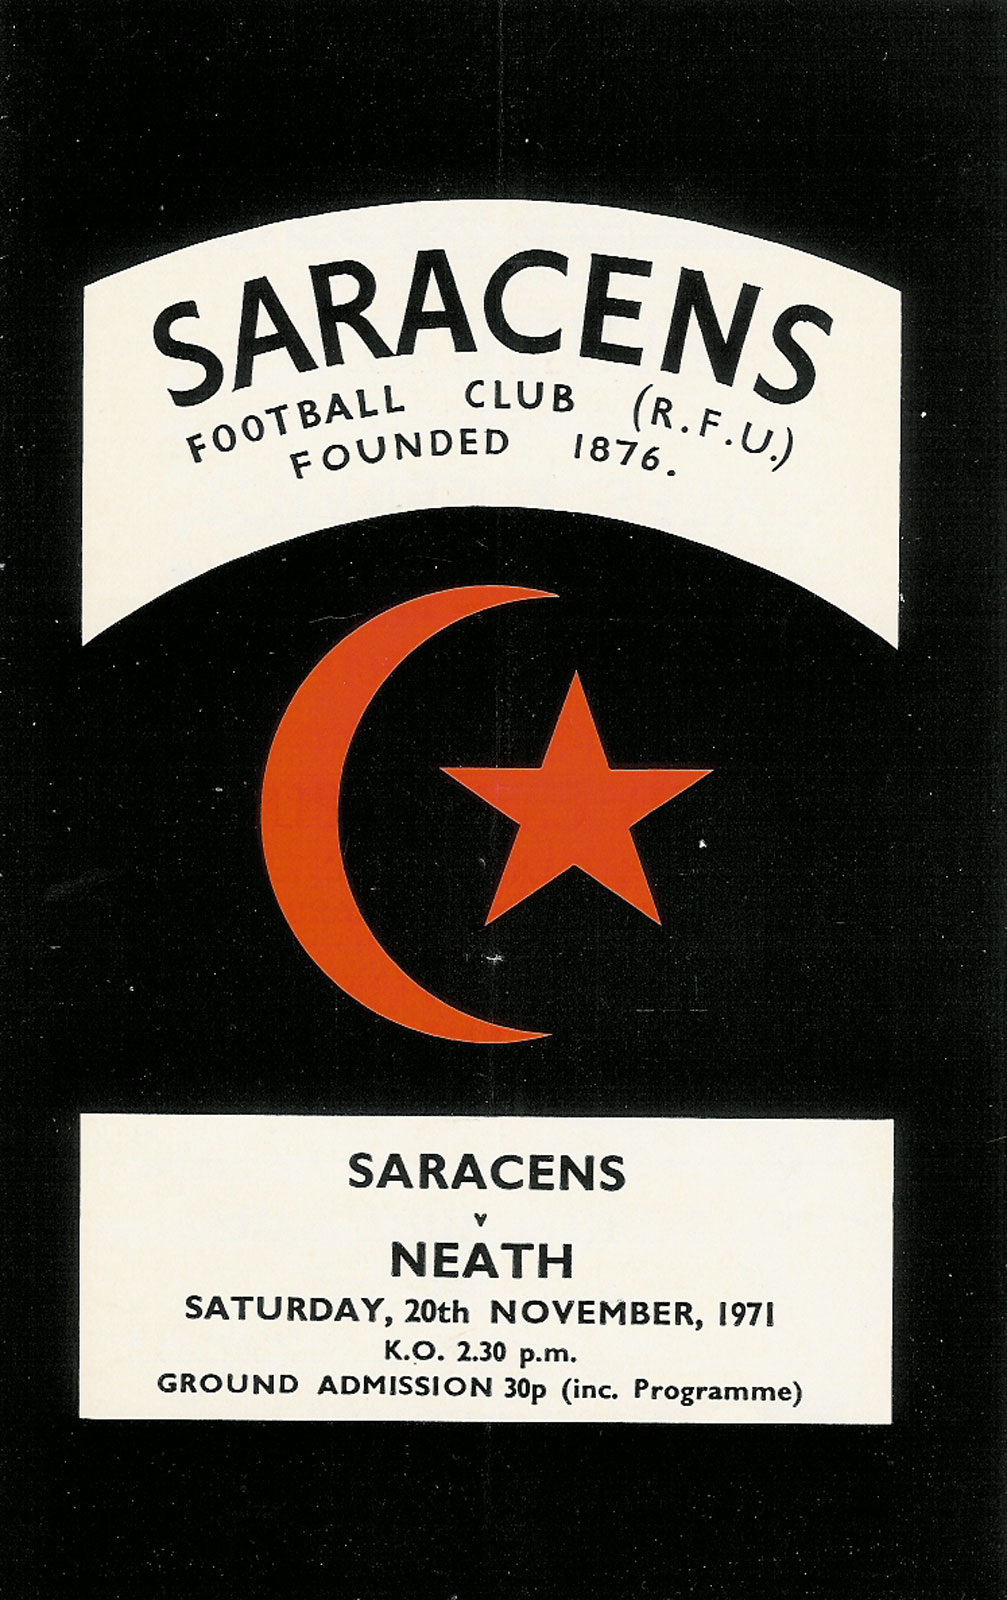 SARACENS
FOOTBALL CLUB (R.F.U.)
FOUNDED 1876.
SARACENS
v
NEATH
SATURDAY, 20th NOVEMBER, 1971
K.O. 2.30 p.m.
GROUND ADMISSION 30p (inc. Programme)